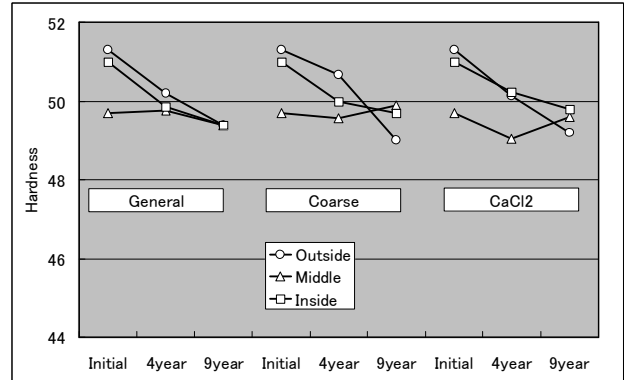 52
50
48
46
44
Hardness
General
Coarse
CaCl2
Outside
Middle
Inside
Initial 4year 9year Initial 4year 9year Initial 4year 9year